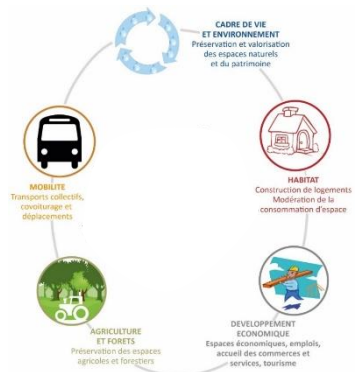 CADRE DE VIE
ET ENVIRONNEMENT
Préservation et valorisation
des espaces naturels
et du patrimoine
HABITAT
Construction de logements
Modération de la
consommation d'espace
DEVELOPPEMENT
ECONOMIQUE
Espaces économiques, emplois,
accueil des commerces et
services, tourisme
AGRICULTURE
ET FORETS
Préservation des espaces
agricoles et forestiers
MOBILITE
Transports collectifs,
covoiturage et
déplacements